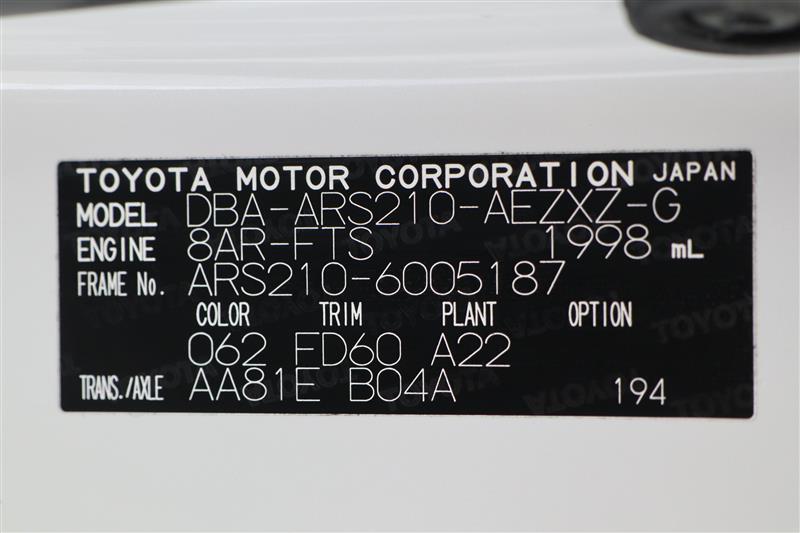 TOYOTA MOTOR CORPORATION JAPAN
MODEL DBA-ARS210-AEZXZ-G
ENGINE 8AR-FTS 1998 mL
FRAME No. ARS210-6005187
COLOR TRIM PLANT OPTION
062 FD60 A22
TRANS./AXLE AA81E B04A 194